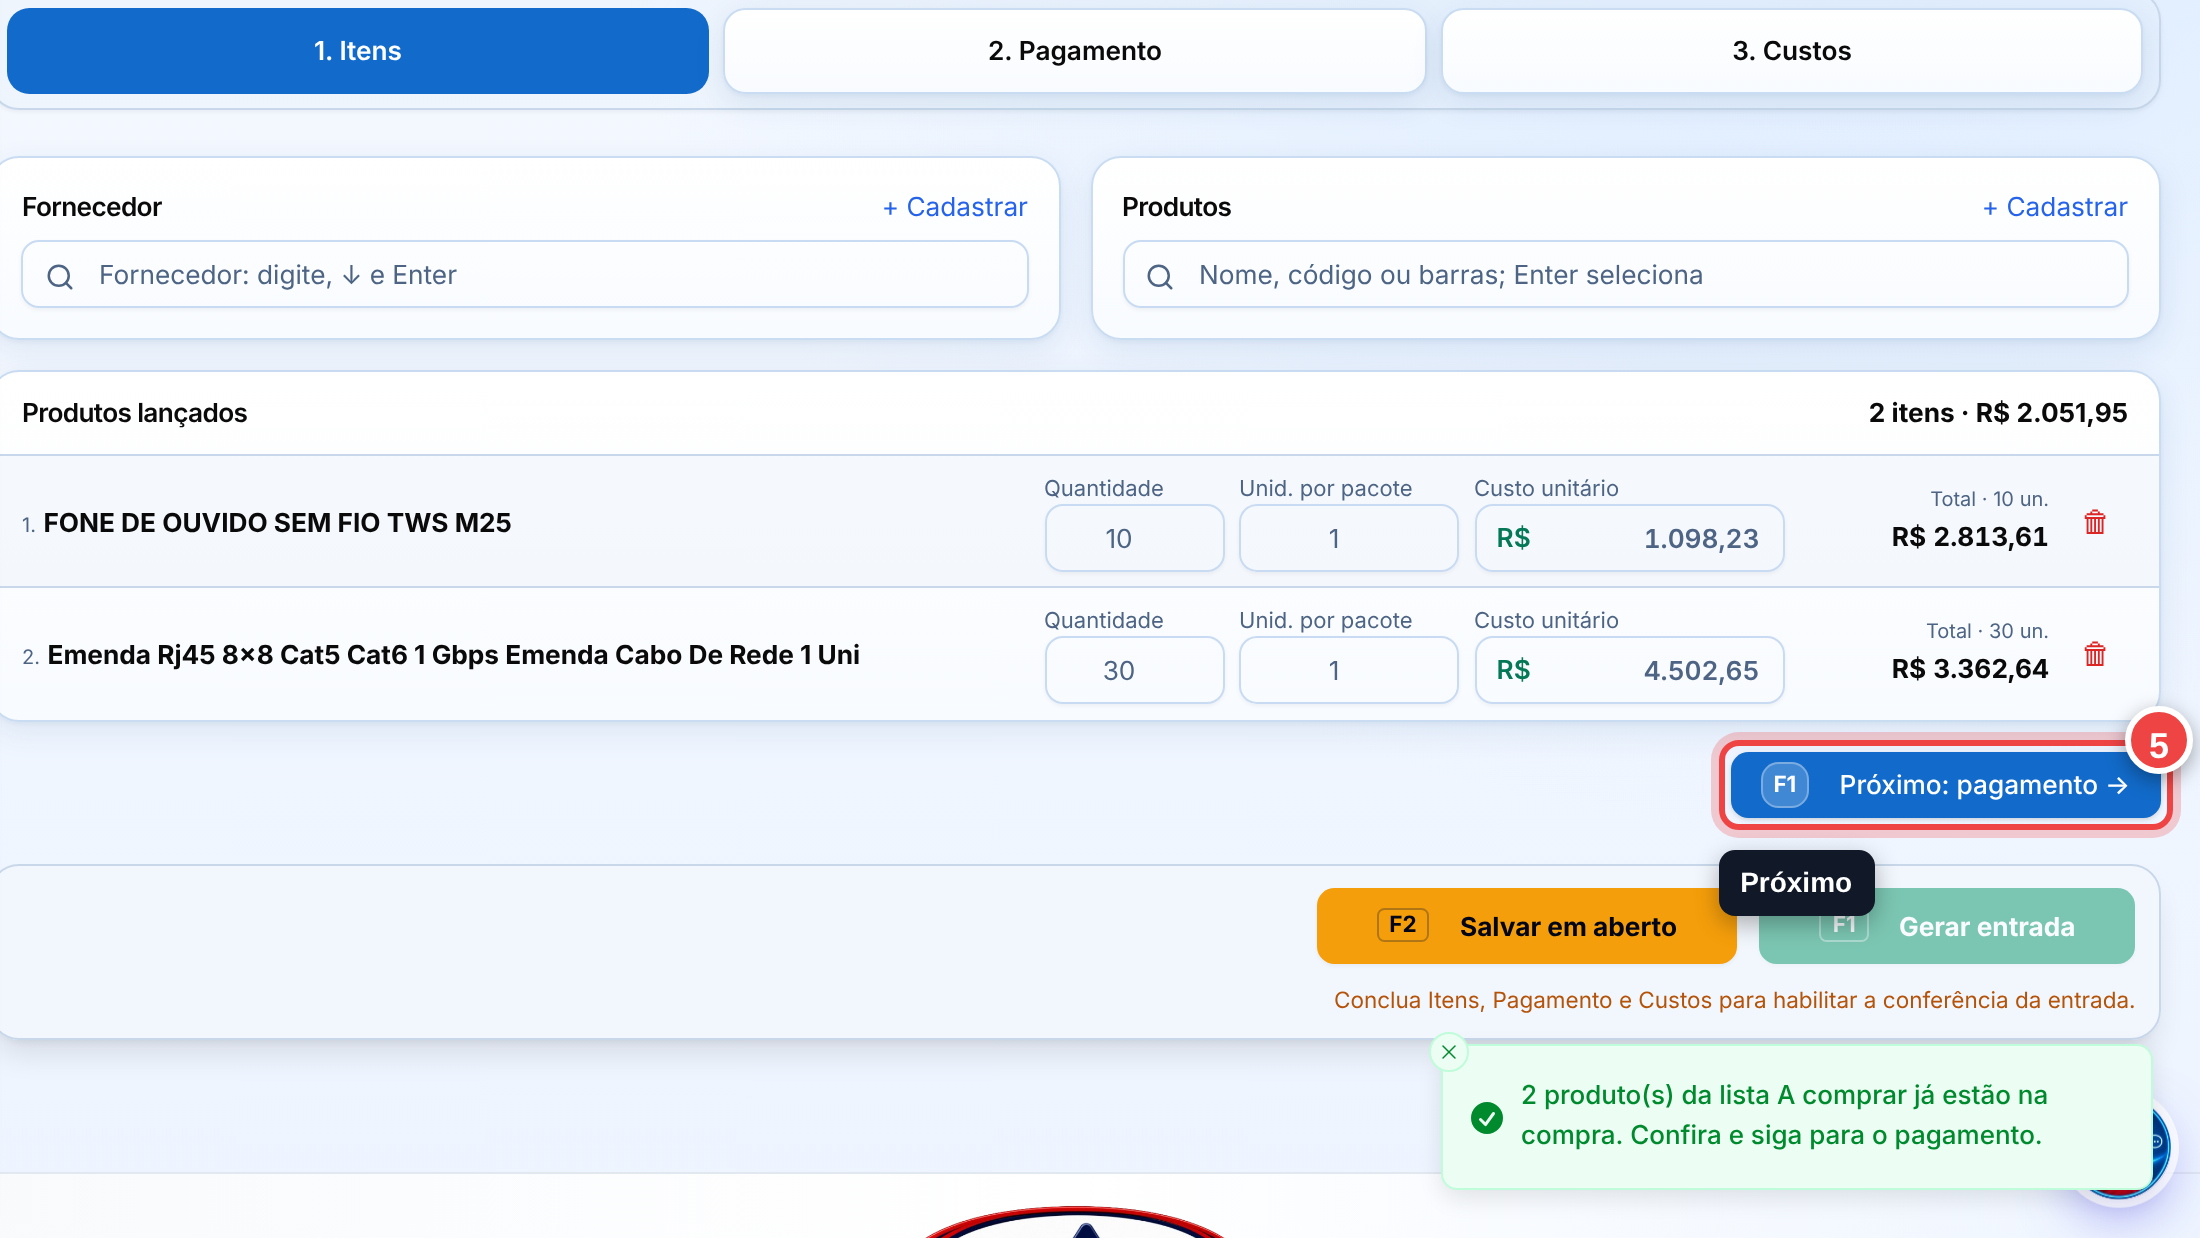 1. Itens
2. Pagamento
3. Custos
Fornecedor
+ Cadastrar
Fornecedor: digite, ↓ e Enter
Produtos
+ Cadastrar
Nome, código ou barras; Enter seleciona
Produtos lançados
2 itens · R$ 2.051,95
1. FONE DE OUVIDO SEM FIO TWS M25
Quantidade
10
Unid. por pacote
1
Custo unitário
R$ 1.098,23
Total · 10 un.
R$ 2.813,61
2. Emenda Rj45 8x8 Cat5 Cat6 1 Gbps Emenda Cabo De Rede 1 Uni
Quantidade
30
Unid. por pacote
1
Custo unitário
R$ 4.502,65
Total · 30 un.
R$ 3.362,64
5
F1 Próximo: pagamento →
Próximo
F2 Salvar em aberto
F1 Gerar entrada
Conclua Itens, Pagamento e Custos para habilitar a conferência da entrada.
2 produto(s) da lista A comprar já estão na
compra. Confira e siga para o pagamento.